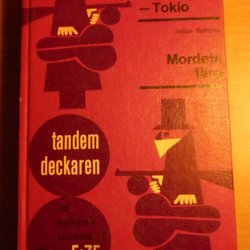 — Tokio
Julian Symons
Mordets
färg
tandem
deckaren
5.75